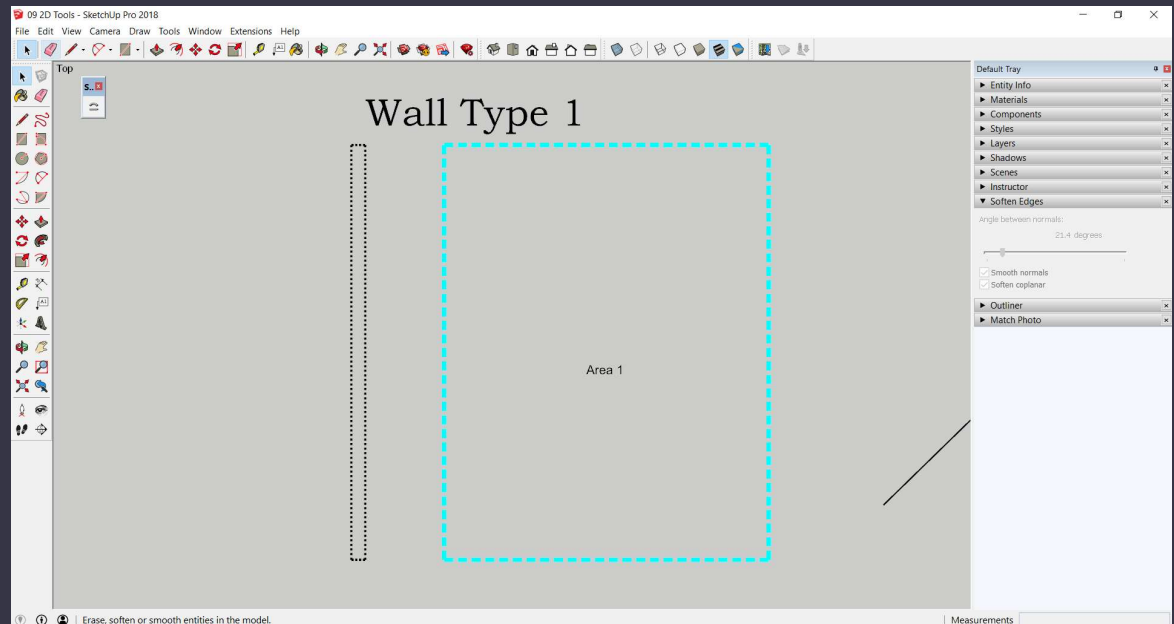 09 2D Tools - SketchUp Pro 2018
File Edit View Camera Draw Tools Window Extensions Help
Top
S..
Wall Type 1
Area 1
Default Tray
Entity Info
Materials
Components
Styles
Layers
Shadows
Scenes
Instructor
Soften Edges
Angle between normals:
21.4 degrees
Smooth normals
Soften coplanar
Outliner
Match Photo
Erase, soften or smooth entities in the model.
Measurements